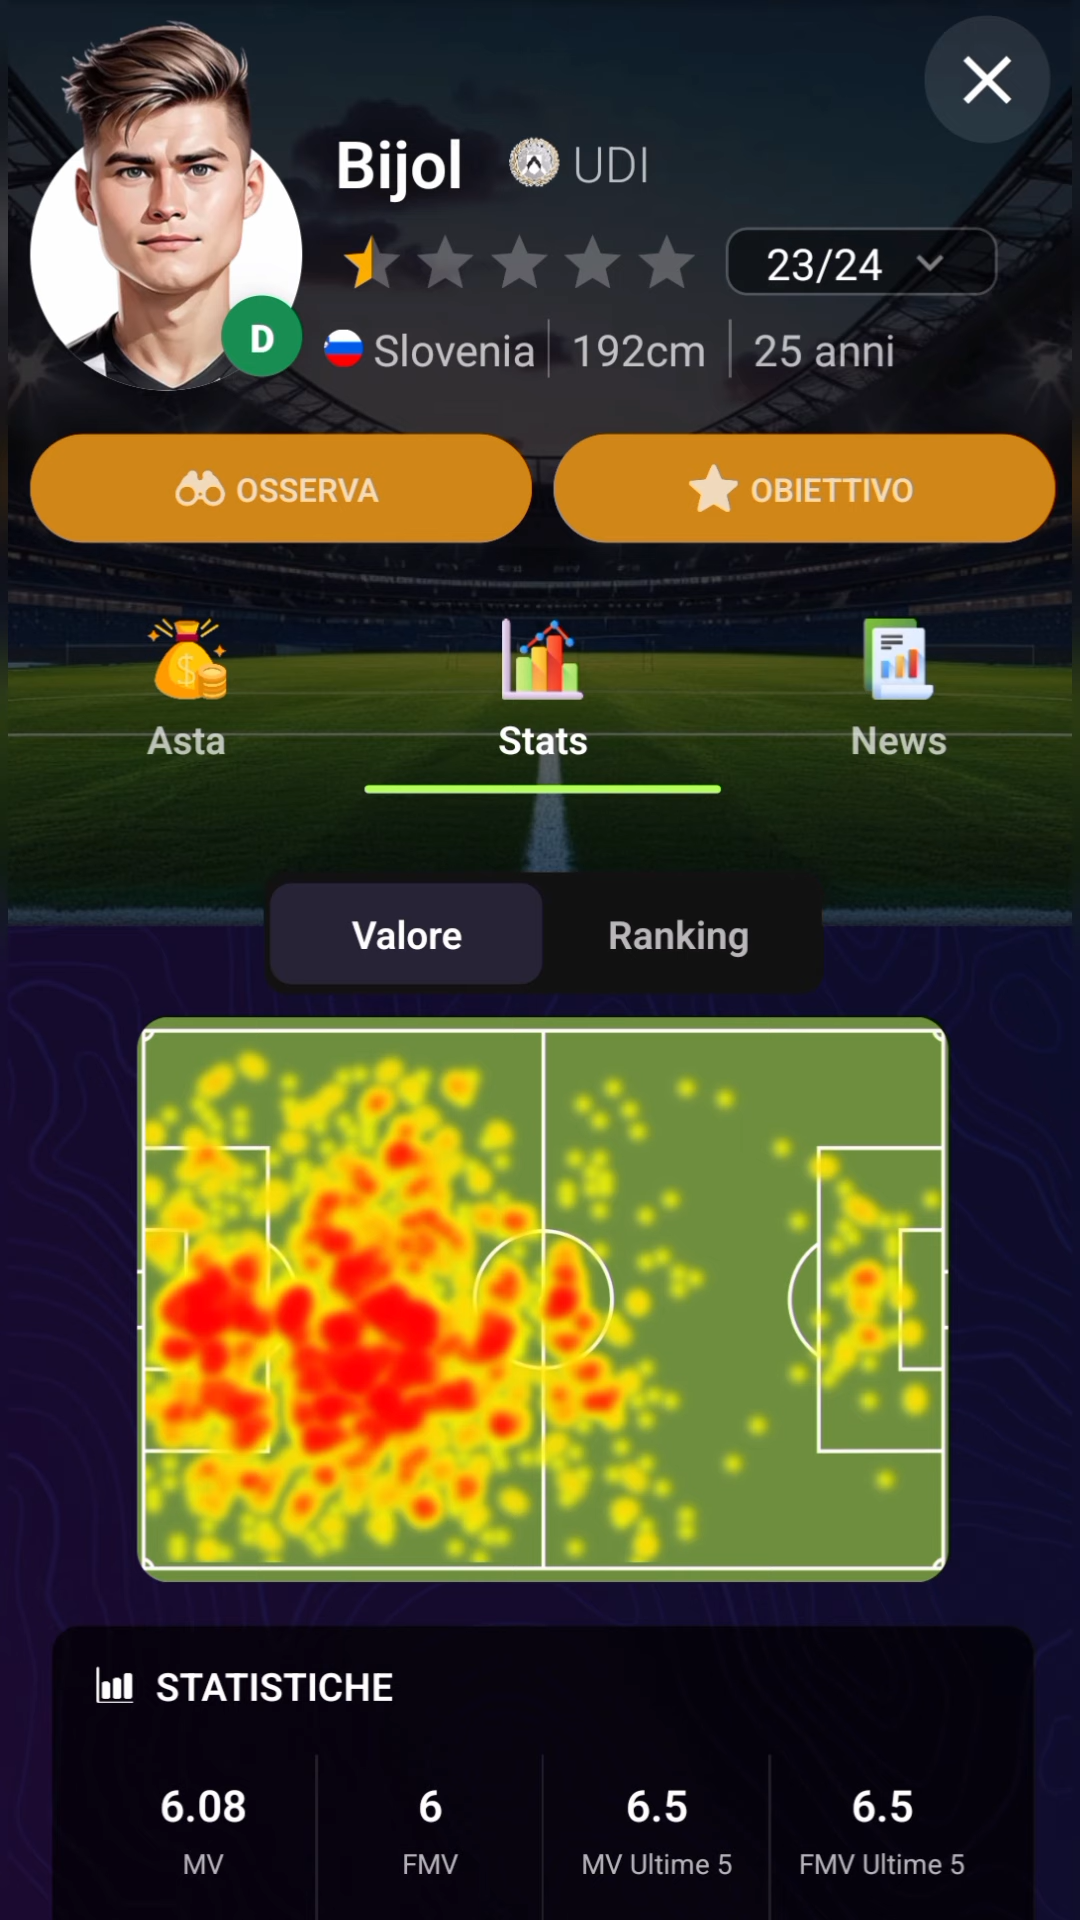 Bijol UDI
23/24
Slovenia 192cm 25 anni
D
OSSERVA OBIETTIVO
Asta Stats News
Valore Ranking
STATISTICHE
6.08 6 6.5 6.5
MV FMV MV Ultime 5 FMV Ultime 5